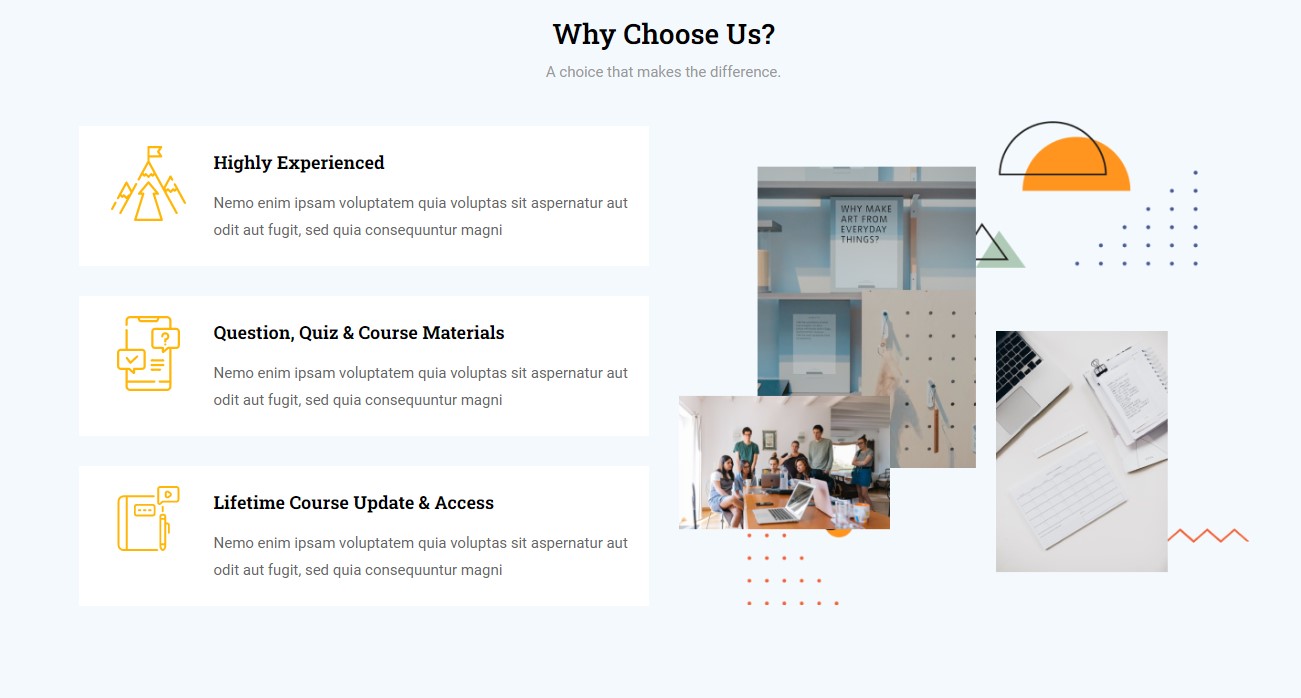 Why Choose Us?
A choice that makes the difference.
Highly Experienced
Nemo enim ipsam voluptatem quia voluptas sit aspernatur aut
odit aut fugit, sed quia consequuntur magni
Question, Quiz & Course Materials
Nemo enim ipsam voluptatem quia voluptas sit aspernatur aut
odit aut fugit, sed quia consequuntur magni
Lifetime Course Update & Access
Nemo enim ipsam voluptatem quia voluptas sit aspernatur aut
odit aut fugit, sed quia consequuntur magni
WHY MAKE
ART FROM
EVERYDAY
THINGS?